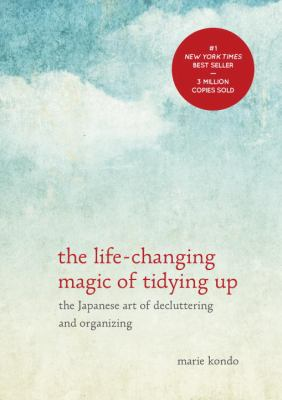 #1
NEW YORK TIMES
BEST SELLER
—
3 MILLION
COPIES SOLD
the life-changing
magic of tidying up
the Japanese art of decluttering
and organizing
marie kondo